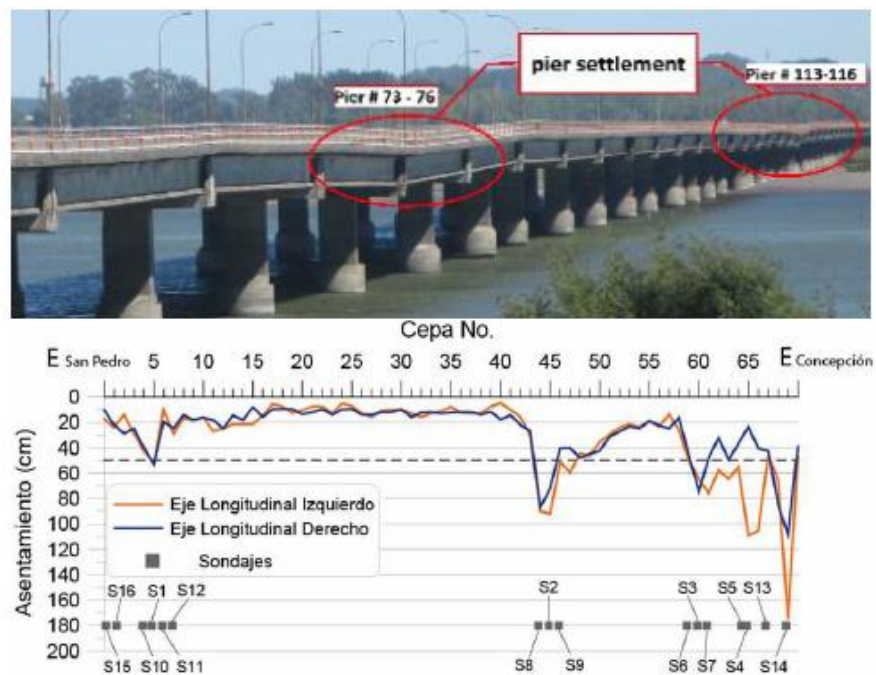 pier settlement
Pier # 73 - 76
Pier # 113-116
Cepa No.
E San Pedro 5 10 15 20 25 30 35 40 45 50 55 60 65 E Concepción
Asentamiento (cm)
0
20
40
60
80
100
120
140
160
180
200
Eje Longitudinal Izquierdo
Eje Longitudinal Derecho
Sondajes
S16 S1 S12 S2 S3 S5 S13
S15 S10 S11 S8 S9 S6 S7 S4 S14